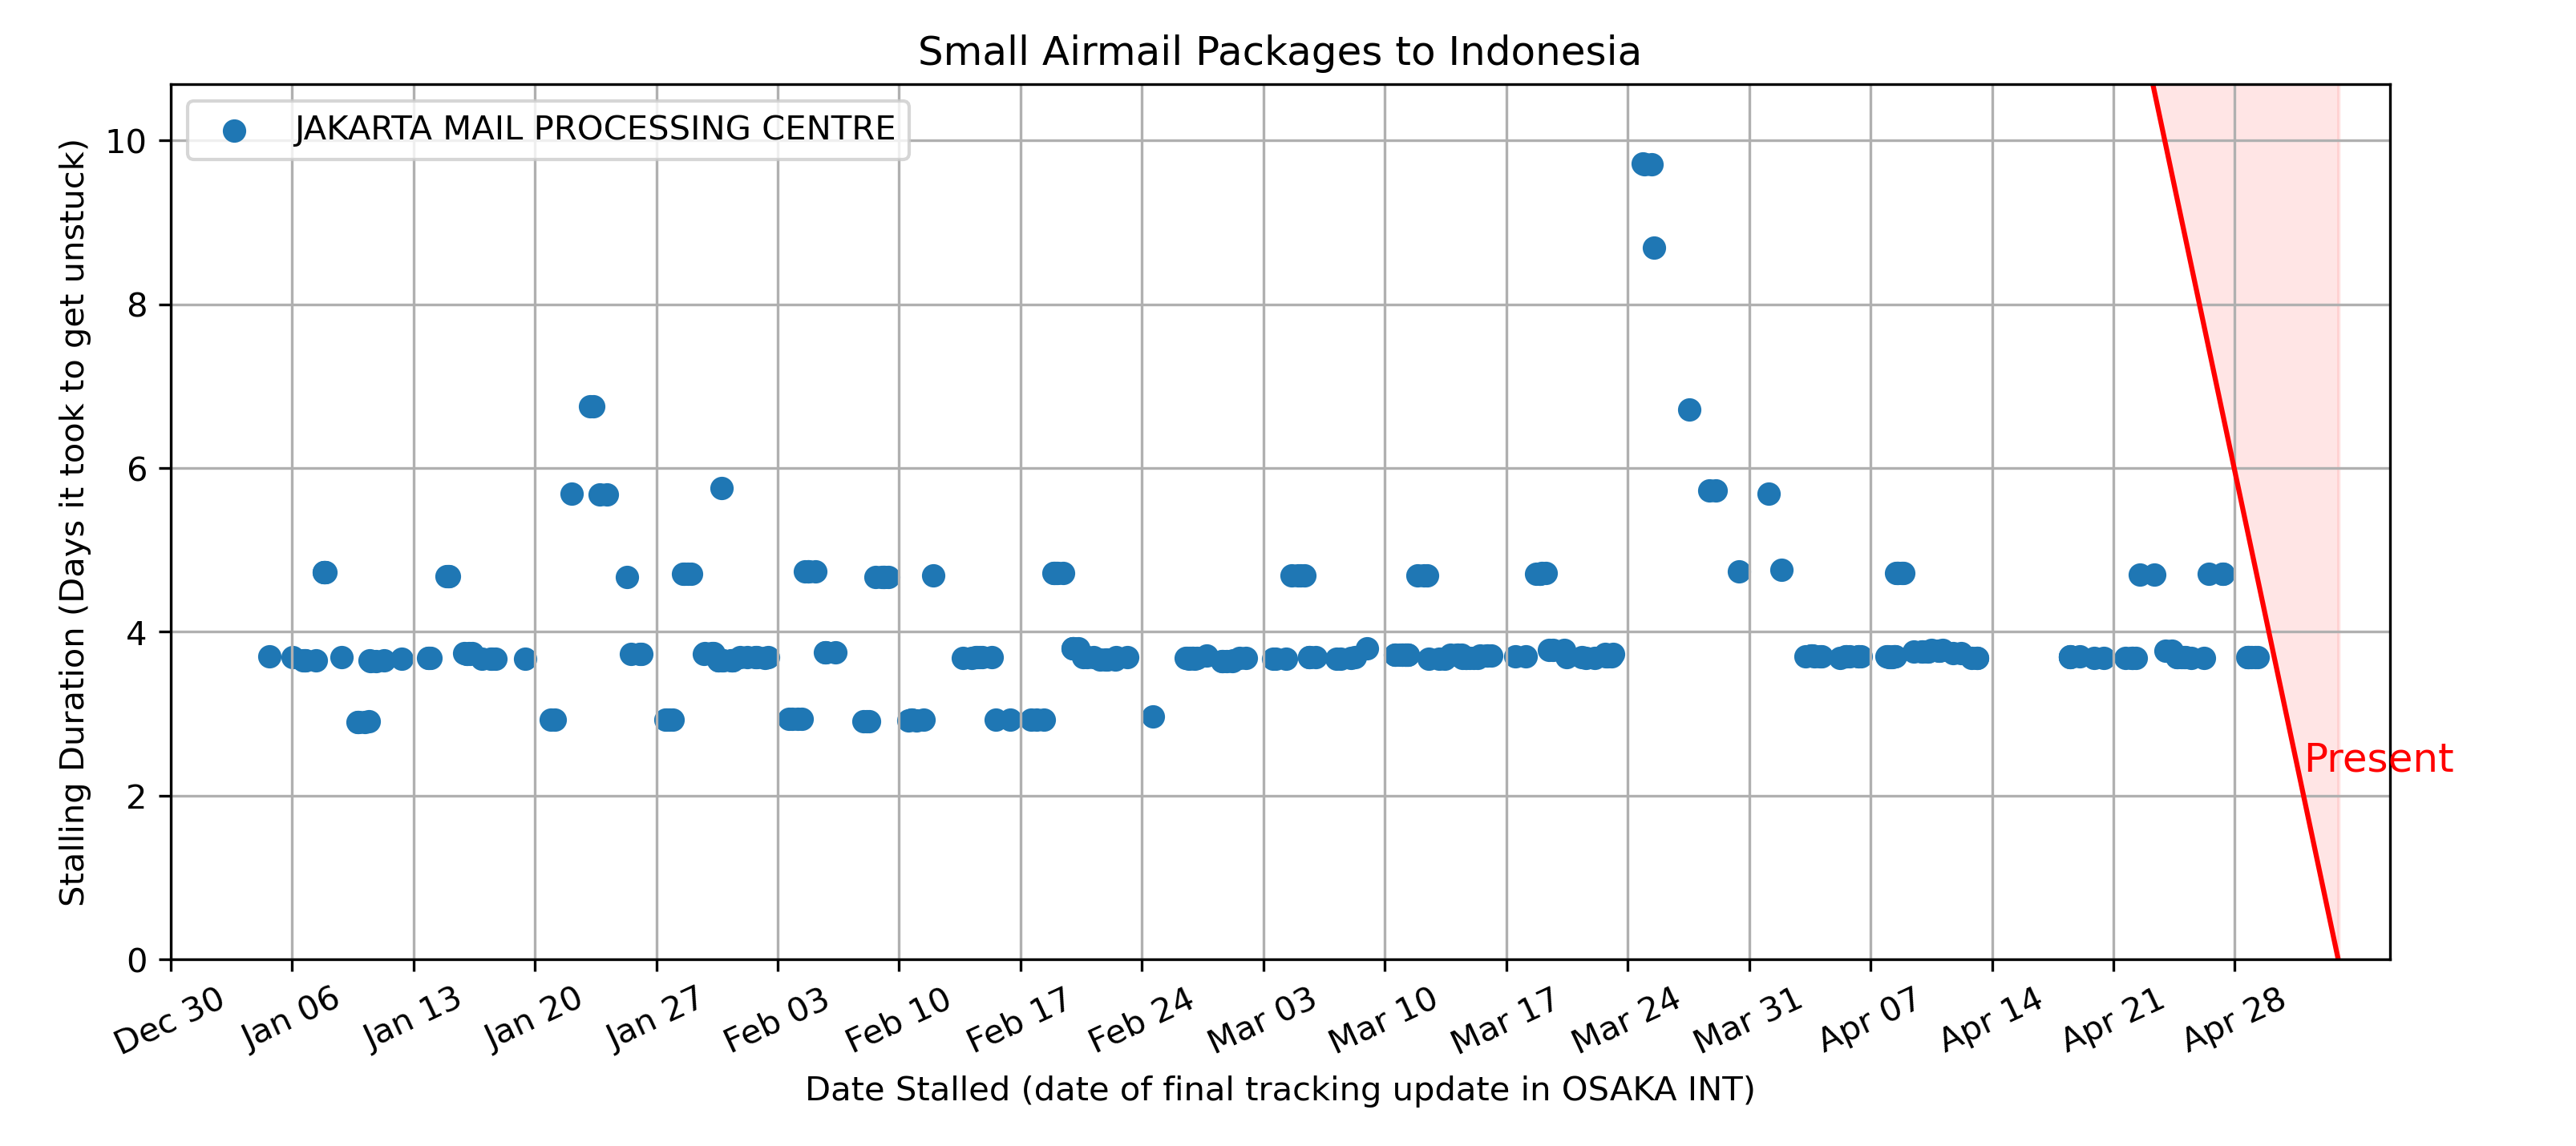 Small Airmail Packages to Indonesia
JAKARTA MAIL PROCESSING CENTRE
Stalling Duration (Days it took to get unstuck)
10
8
6
4
2
0
Present
Dec 30
Jan 06
Jan 13
Jan 20
Jan 27
Feb 03
Feb 10
Feb 17
Feb 24
Mar 03
Mar 10
Mar 17
Mar 24
Mar 31
Apr 07
Apr 14
Apr 21
Apr 28
Date Stalled (date of final tracking update in OSAKA INT)